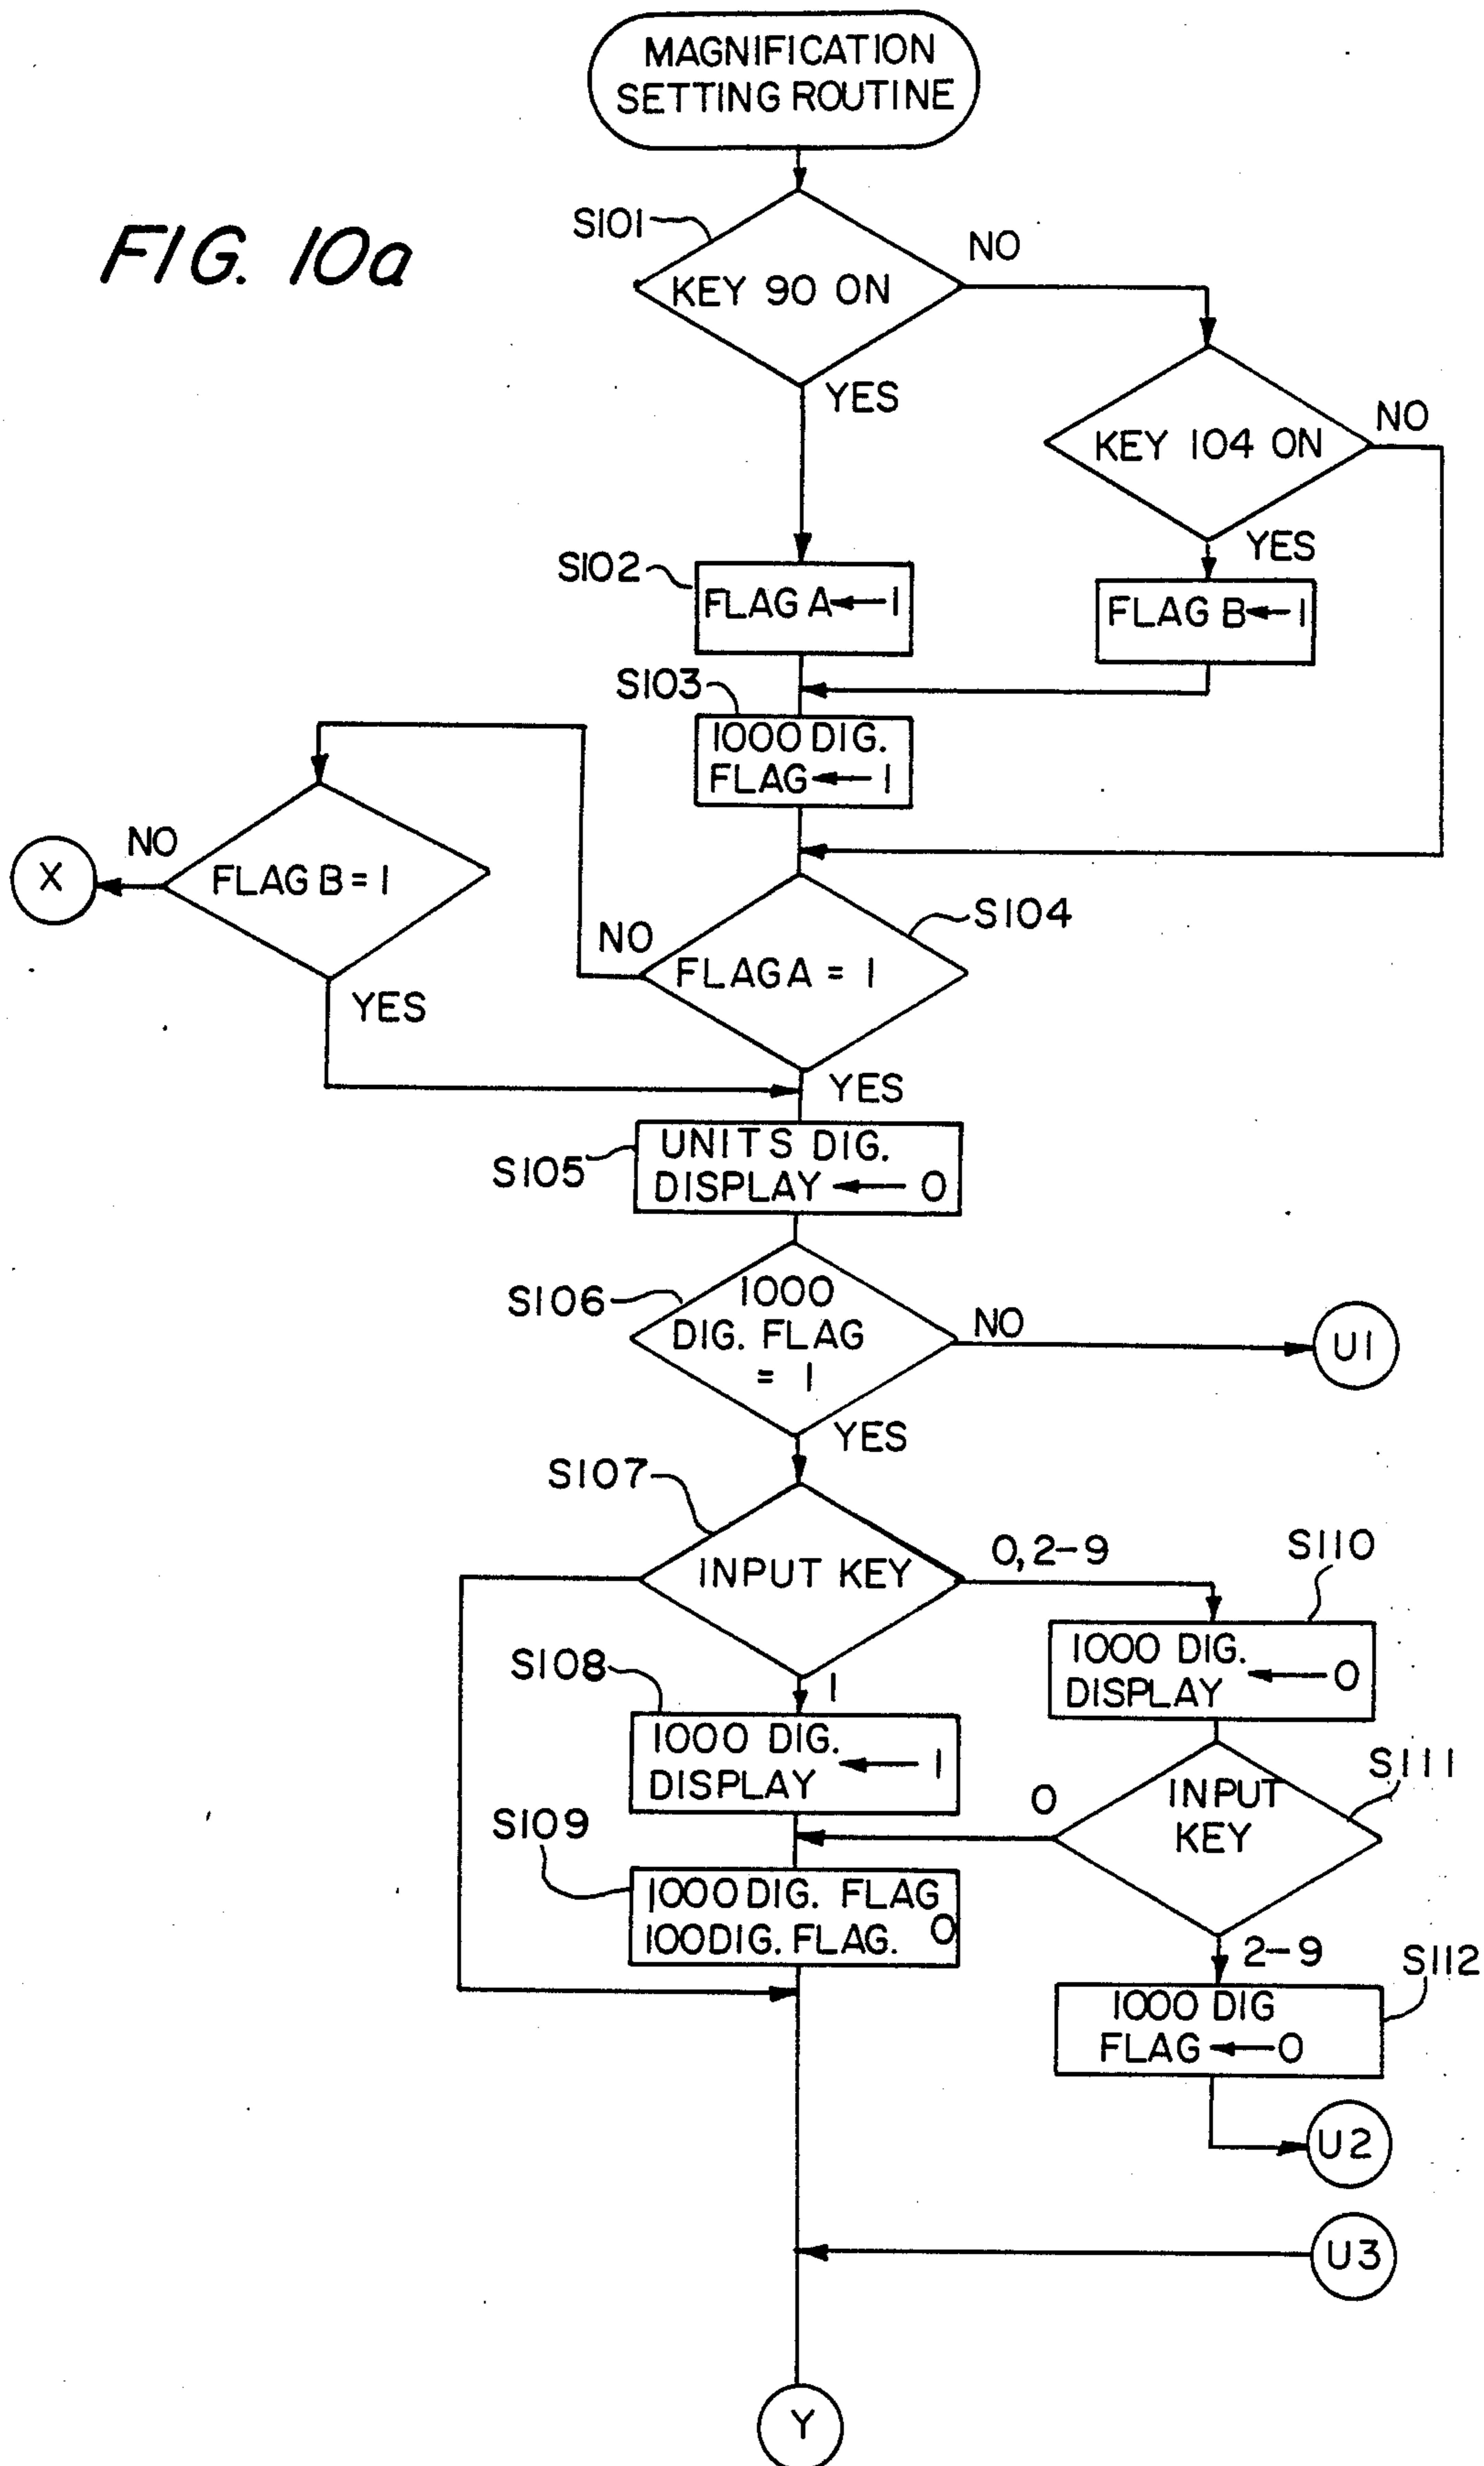 MAGNIFICATION
SETTING ROUTINE
FIG. 10a
S101
KEY 90 ON
NO
YES
KEY 104 ON
NO
YES
S102
FLAG A←1
FLAG B←1
S103
1000 DIG.
FLAG←1
X
NO
FLAG B = 1
YES
S104
NO
FLAG A = 1
YES
S105
UNITS DIG.
DISPLAY ← 0
S106
1000
DIG. FLAG
= 1
NO
U1
YES
S107
INPUT KEY
0,2-9
S110
1000 DIG.
DISPLAY ← 0
S108
1
1000 DIG.
DISPLAY ← 1
S111
0
INPUT
KEY
S109
1000 DIG. FLAG
100 DIG. FLAG. 0
2-9
S112
1000 DIG
FLAG←0
U2
U3
Y